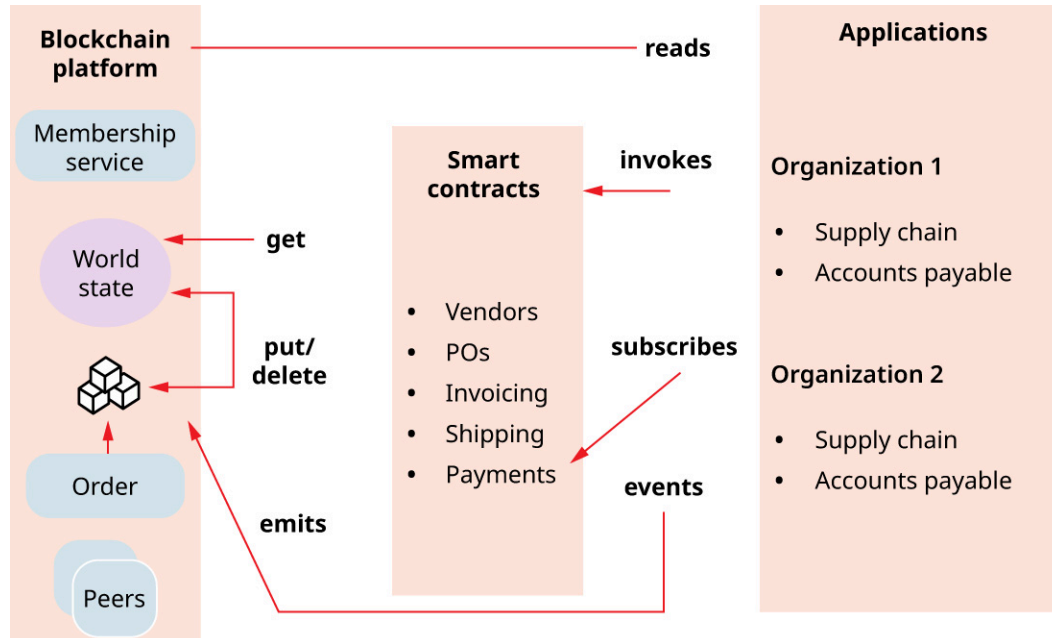 Blockchain
platform
Membership
service
World
state
Order
Peers
reads
get
put/
delete
emits
Smart
contracts
• Vendors
• POs
• Invoicing
• Shipping
• Payments
invokes
subscribes
events
Applications
Organization 1
• Supply chain
• Accounts payable
Organization 2
• Supply chain
• Accounts payable